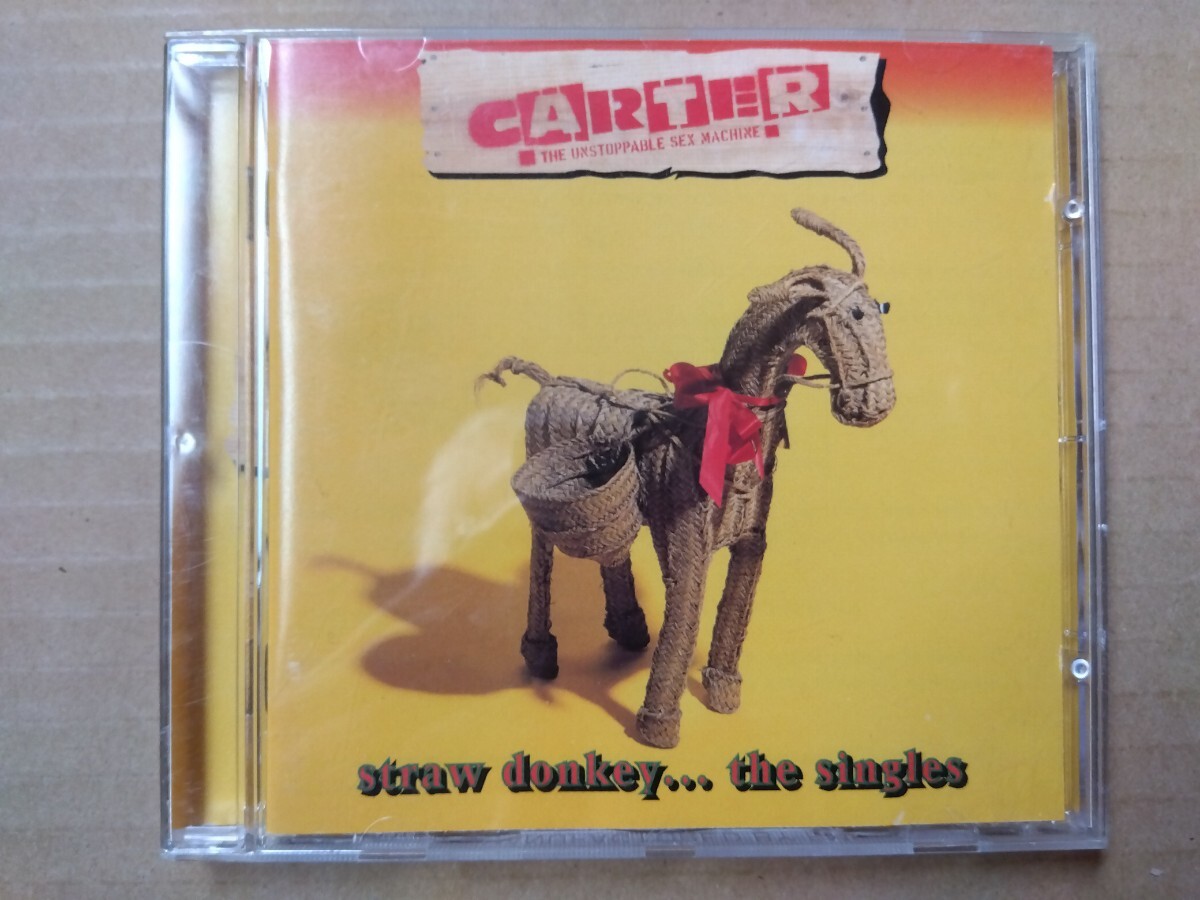 CARTER
THE UNSTOPPABLE SEX MACHINE
straw donkey... the singles